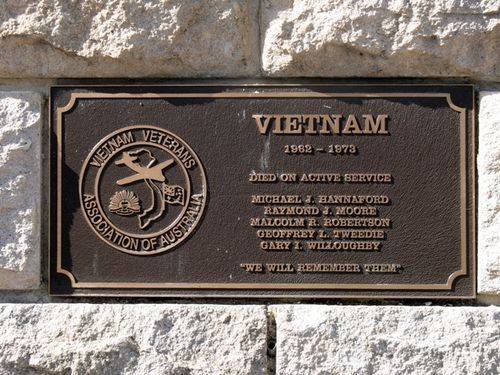 VIETNAM VETERANS
ASSOCIATION OF AUSTRALIA
VIETNAM
1962 – 1973
DIED ON ACTIVE SERVICE
MICHAEL J. HANNAFORD
RAYMOND J. MOORE
MALCOLM R. ROBERTSON
GEOFFREY L. TWEEDIE
GARY I. WILLOUGHBY
"WE WILL REMEMBER THEM"